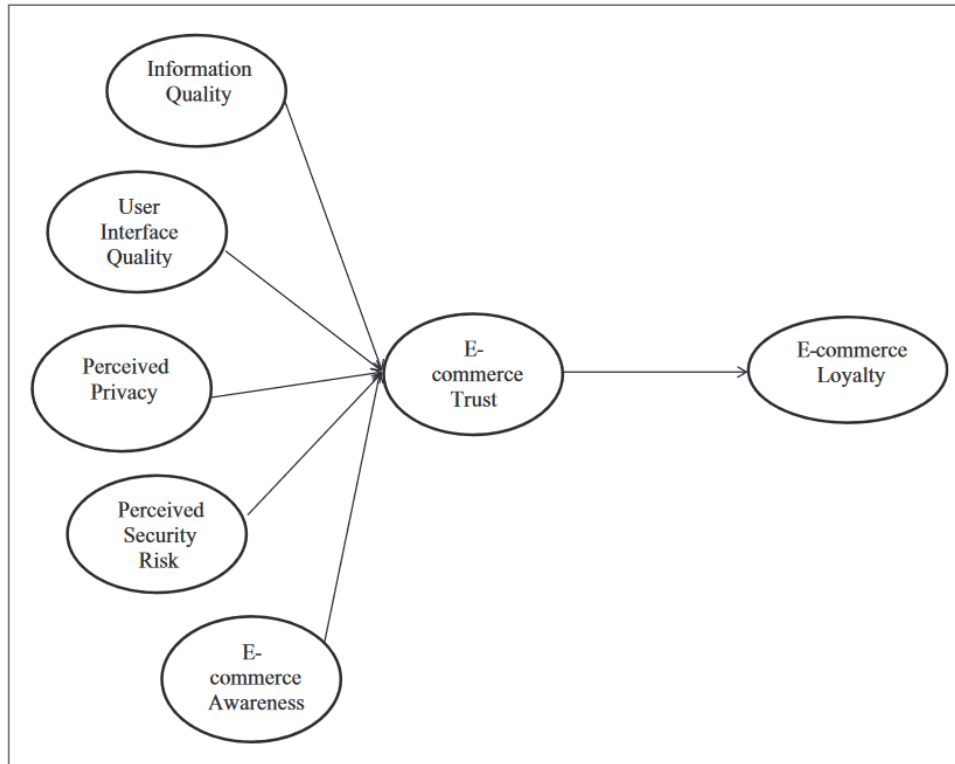 Information
Quality
User
Interface
Quality
Perceived
Privacy
Perceived
Security
Risk
E-
commerce
Awareness
E-
commerce
Trust
E-commerce
Loyalty